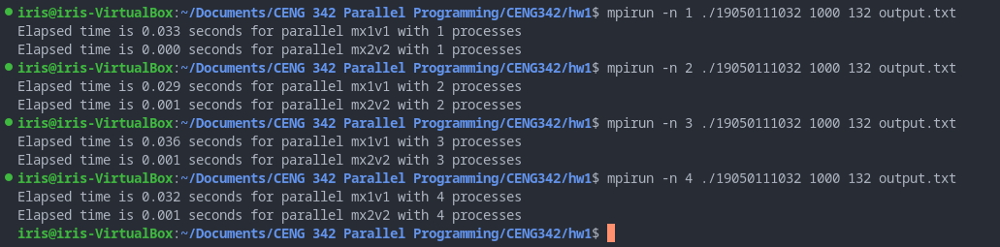 iris@iris-VirtualBox:~/Documents/CENG 342 Parallel Programming/CENG342/hw1$ mpirun -n 1 ./19050111032 1000 132 output.txt
Elapsed time is 0.033 seconds for parallel mx1v1 with 1 processes
Elapsed time is 0.000 seconds for parallel mx2v2 with 1 processes
iris@iris-VirtualBox:~/Documents/CENG 342 Parallel Programming/CENG342/hw1$ mpirun -n 2 ./19050111032 1000 132 output.txt
Elapsed time is 0.029 seconds for parallel mx1v1 with 2 processes
Elapsed time is 0.001 seconds for parallel mx2v2 with 2 processes
iris@iris-VirtualBox:~/Documents/CENG 342 Parallel Programming/CENG342/hw1$ mpirun -n 3 ./19050111032 1000 132 output.txt
Elapsed time is 0.036 seconds for parallel mx1v1 with 3 processes
Elapsed time is 0.001 seconds for parallel mx2v2 with 3 processes
iris@iris-VirtualBox:~/Documents/CENG 342 Parallel Programming/CENG342/hw1$ mpirun -n 4 ./19050111032 1000 132 output.txt
Elapsed time is 0.032 seconds for parallel mx1v1 with 4 processes
Elapsed time is 0.001 seconds for parallel mx2v2 with 4 processes
iris@iris-VirtualBox:~/Documents/CENG 342 Parallel Programming/CENG342/hw1$